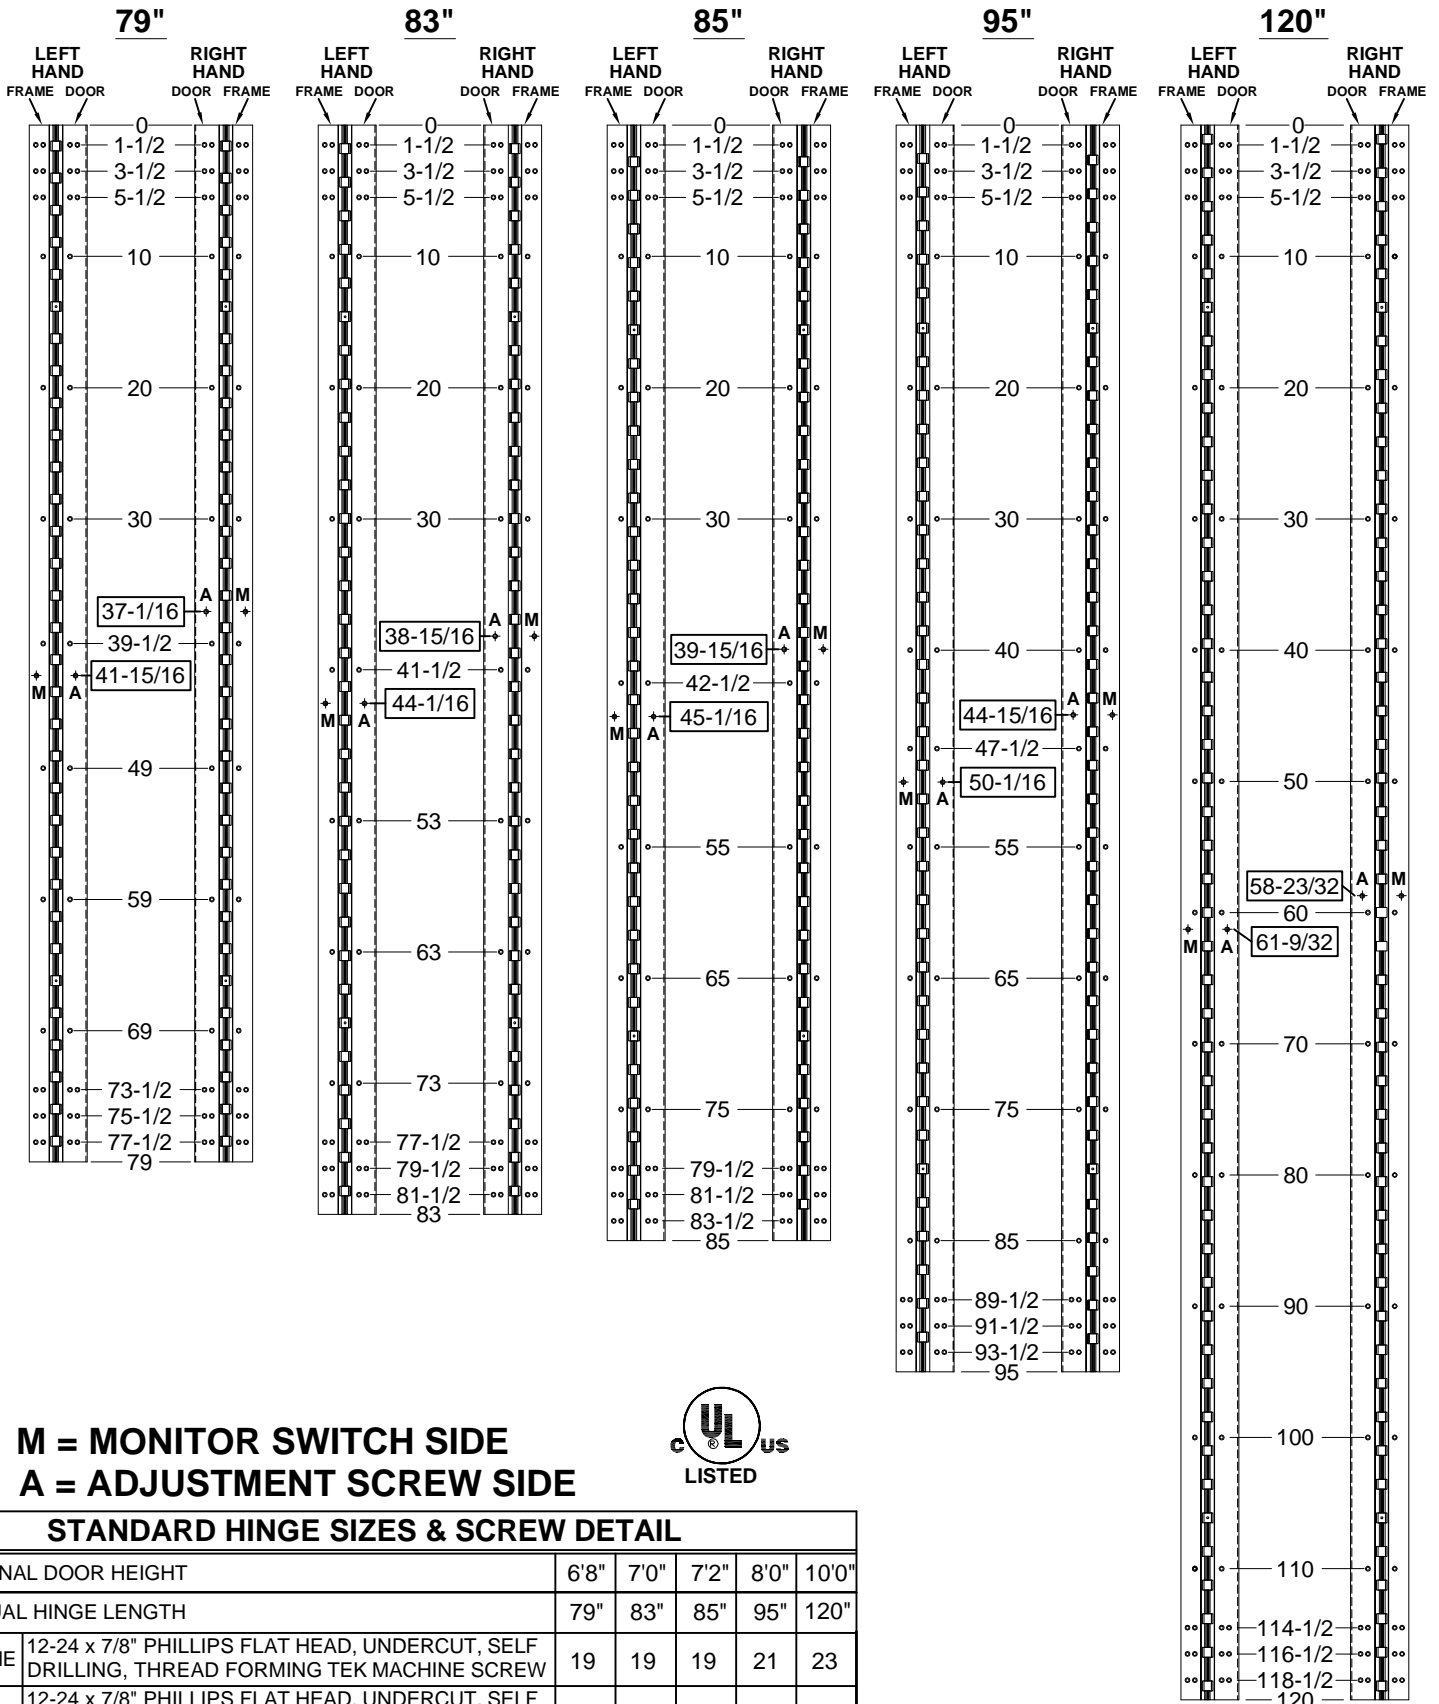 79"
LEFT HAND
RIGHT HAND
FRAME DOOR
DOOR FRAME
0
1-1/2
3-1/2
5-1/2
10
20
30
A M
37-1/16
39-1/2
41-15/16
M A
49
59
69
73-1/2
75-1/2
77-1/2
79
83"
LEFT HAND
RIGHT HAND
FRAME DOOR
DOOR FRAME
0
1-1/2
3-1/2
5-1/2
10
20
30
A M
38-15/16
41-1/2
44-1/16
M A
53
63
73
77-1/2
79-1/2
81-1/2
83
85"
LEFT HAND
RIGHT HAND
FRAME DOOR
DOOR FRAME
0
1-1/2
3-1/2
5-1/2
10
20
30
A M
39-15/16
42-1/2
45-1/16
M A
55
65
75
79-1/2
81-1/2
83-1/2
85
95"
LEFT HAND
RIGHT HAND
FRAME DOOR
DOOR FRAME
0
1-1/2
3-1/2
5-1/2
10
20
30
40
A M
44-15/16
47-1/2
50-1/16
M A
55
65
75
85
89-1/2
91-1/2
93-1/2
95
120"
LEFT HAND
RIGHT HAND
FRAME DOOR
DOOR FRAME
0
1-1/2
3-1/2
5-1/2
10
20
30
40
50
A M
58-23/32
60
61-9/32
M A
70
80
90
100
110
114-1/2
116-1/2
118-1/2
120
M = MONITOR SWITCH SIDE
A = ADJUSTMENT SCREW SIDE
C UL ® US
LISTED
STANDARD HINGE SIZES & SCREW DETAIL
NAL DOOR HEIGHT 6'8" 7'0" 7'2" 8'0" 10'0"
UAL HINGE LENGTH 79" 83" 85" 95" 120"
12-24 x 7/8" PHILLIPS FLAT HEAD, UNDERCUT, SELF
ME DRILLING, THREAD FORMING TEK MACHINE SCREW 19 19 19 21 23
12-24 x 7/8" PHILLIPS FLAT HEAD, UNDERCUT, SELF